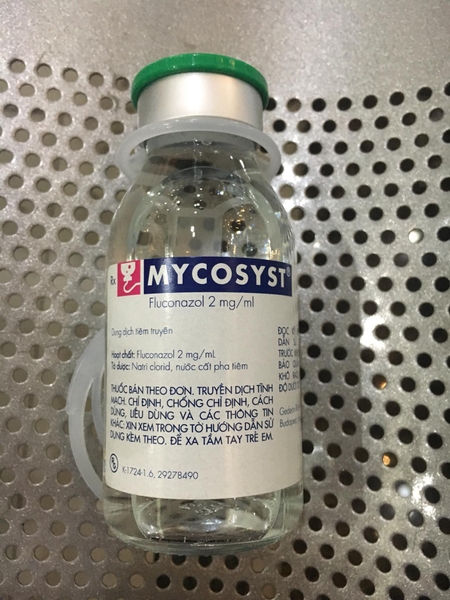 Rx MYCOSYST®
Fluconazol 2 mg/ml
Dung dịch tiêm truyền
Hoạt chất: Fluconazol 2 mg/mL
Tá dược: Natri clorid, nước cất pha tiêm
THUỐC BÁN THEO ĐƠN. TRUYỀN DỊCH TĨNH
MẠCH. CHỈ ĐỊNH, CHỐNG CHỈ ĐỊNH, CÁCH
DÙNG, LIỀU DÙNG VÀ CÁC THÔNG TIN
KHÁC: XIN XEM TRONG TỜ HƯỚNG DẪN SỬ
DỤNG KÈM THEO. ĐỂ XA TẦM TAY TRẺ EM.
K-1724-1.6, 29278490
ĐỌC
DẪN
TRƯỚC
BẢO
KHÔ
ĐỘ DƯỚI
Gedeon